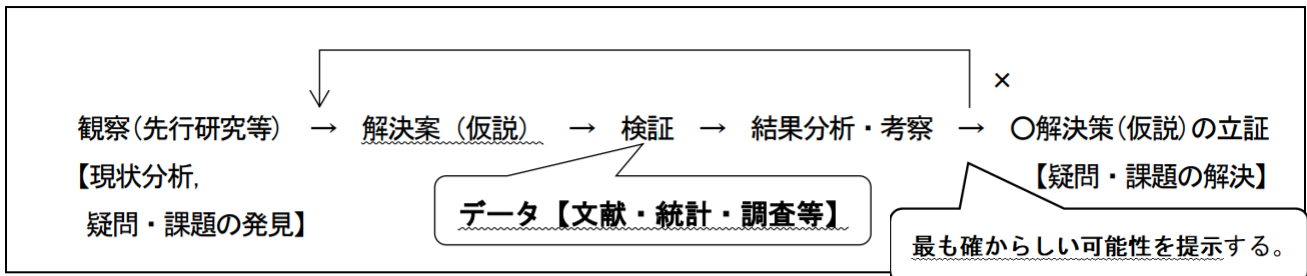 ×
観察(先行研究等) → 解決案(仮説) → 検証 → 結果分析・考察 → 〇解決策(仮説)の立証
【現状分析, 【疑問・課題の解決】
疑問・課題の発見】
データ【文献・統計・調査等】
最も確からしい可能性を提示する。